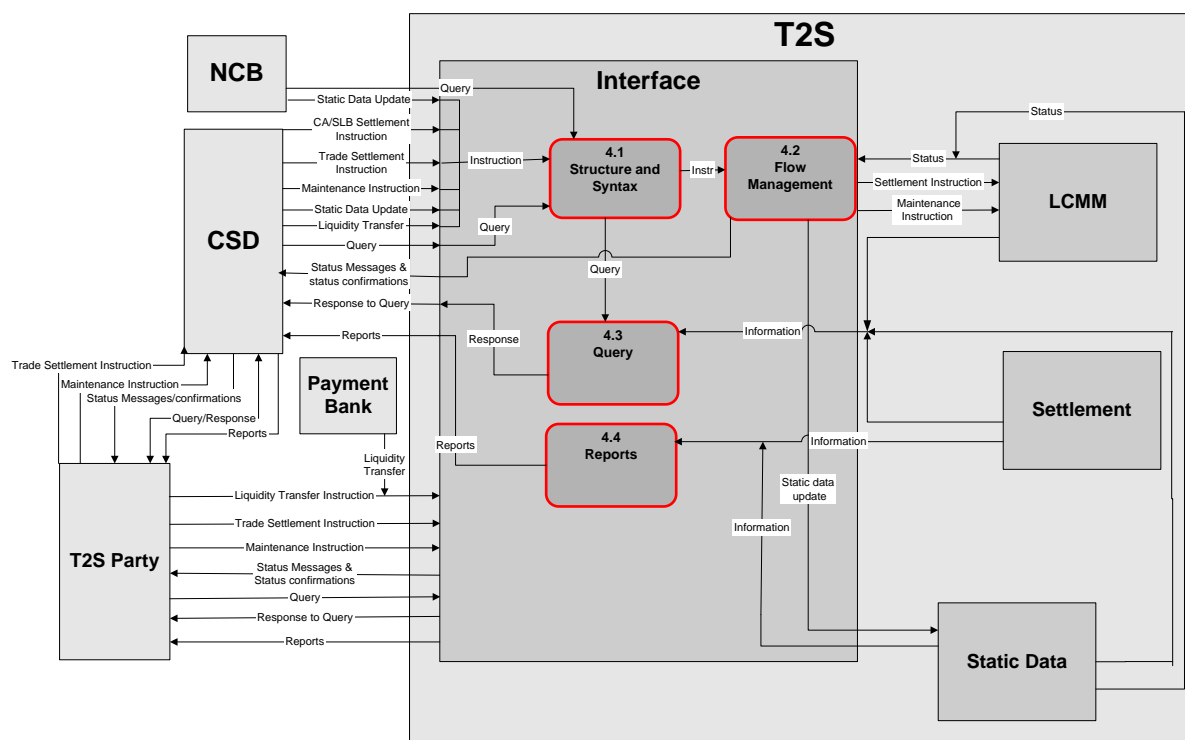 T2S
NCB
Interface
Query
Static Data Update
CSD
CA/SLB Settlement
Instruction
Trade Settlement
Instruction
Maintenance Instruction
Static Data Update
Liquidity Transfer
Query
Instruction
Query
4.1
Structure and
Syntax
Instr
4.2
Flow
Management
Status
Status
Settlement Instruction
Maintenance
Instruction
LCMM
Status Messages &
status confirmations
Query
Response to Query
Response
4.3
Query
Information
Reports
Trade Settlement Instruction
Maintenance Instruction
Status Messages/confirmations
Query/Response
Reports
Payment
Bank
Settlement
4.4
Reports
Reports
Information
Liquidity
Transfer
Static data
update
Information
T2S Party
Liquidity Transfer Instruction
Trade Settlement Instruction
Maintenance Instruction
Status Messages &
Status confirmations
Query
Response to Query
Reports
Static Data